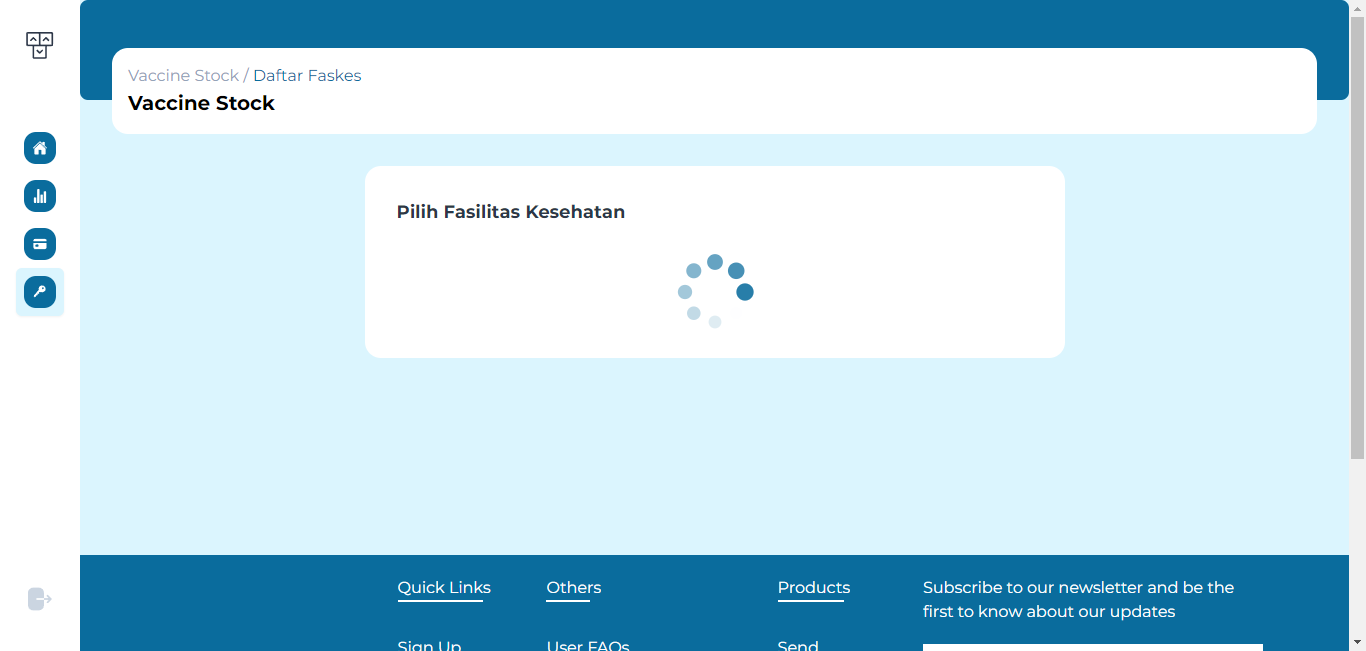 Vaccine Stock / Daftar Faskes
Vaccine Stock
Pilih Fasilitas Kesehatan
Quick Links
Others
Products
Subscribe to our newsletter and be the
first to know about our updates
Sign Up
User FAQs
Send